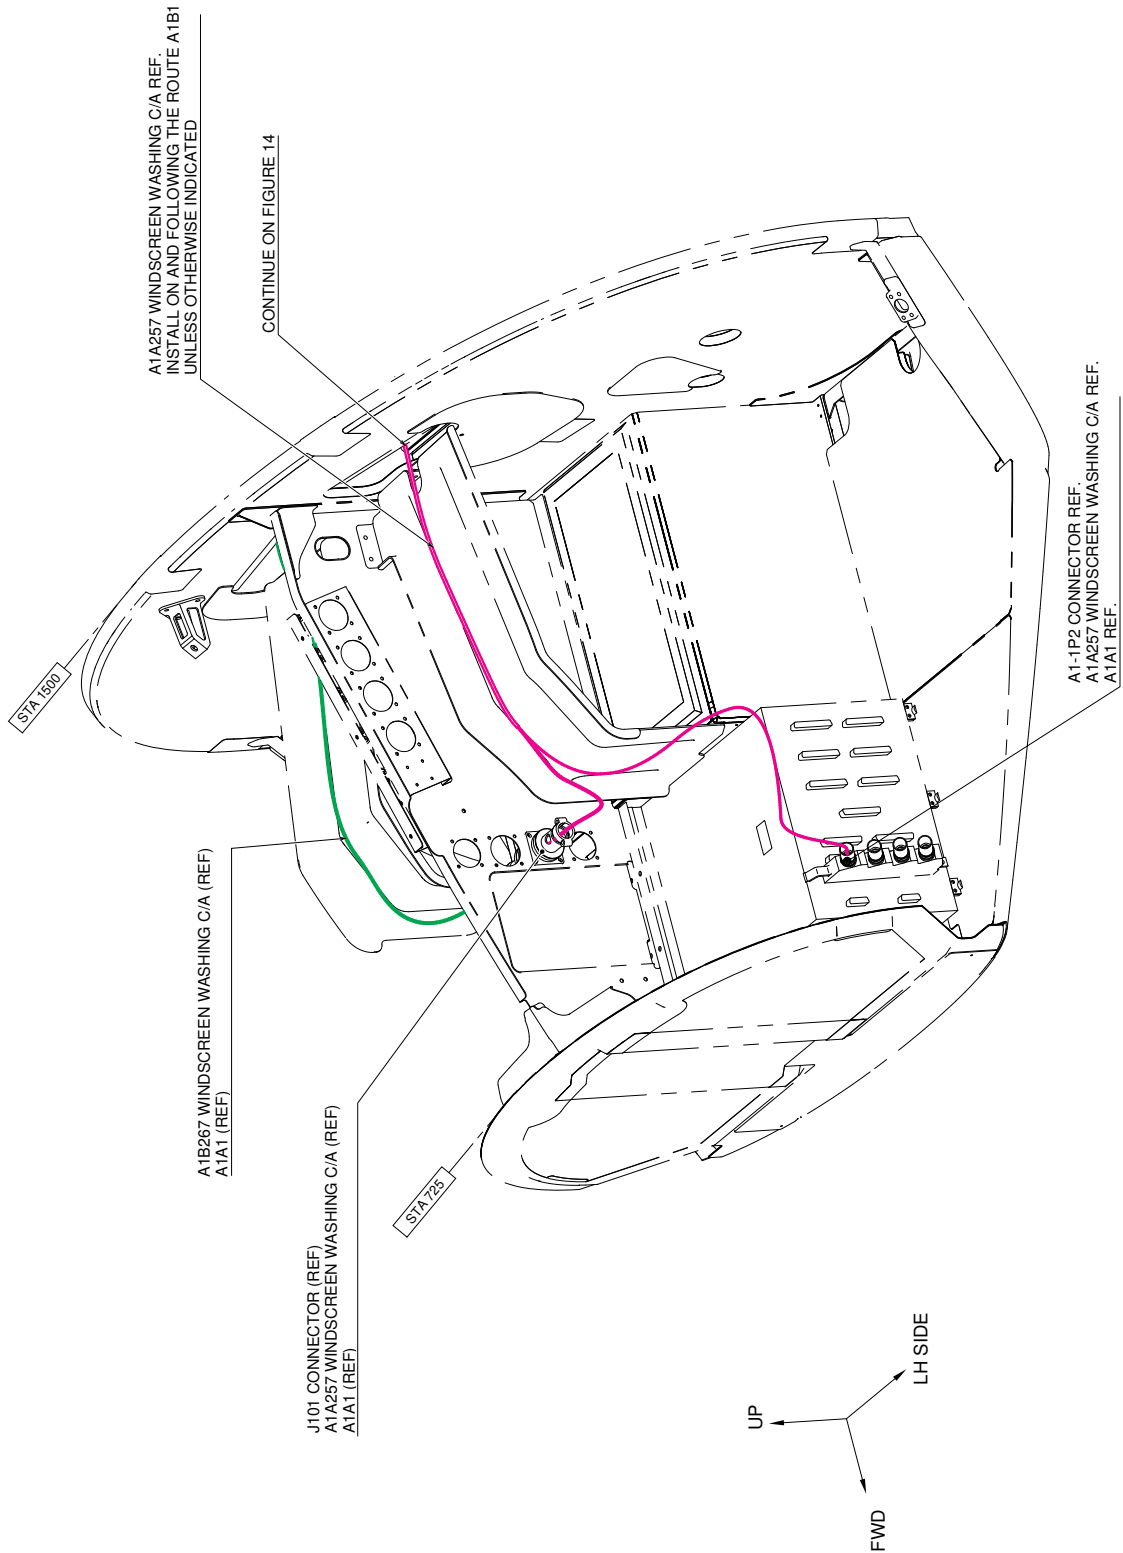 A1A257 WINDSCREEN WASHING C/A REF.
INSTALL ON AND FOLLOWING THE ROUTE A1B1
UNLESS OTHERWISE INDICATED
CONTINUE ON FIGURE 14
STA 1500
A1B267 WINDSCREEN WASHING C/A (REF)
A1A1 (REF)
STA 725
J101 CONNECTOR (REF)
A1A257 WINDSCREEN WASHING C/A (REF)
A1A1 (REF)
A1-1P2 CONNECTOR REF.
A1A257 WINDSCREEN WASHING C/A REF.
A1A1 REF.
UP
LH SIDE
FWD